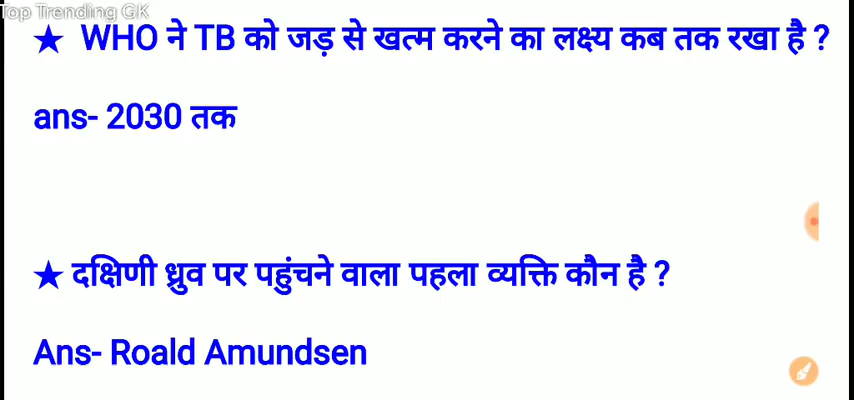 Top Trending GK
★ WHO ने TB को जड़ से खत्म करने का लक्ष्य कब तक रखा है ?
ans- 2030 तक
★ दक्षिणी ध्रुव पर पहुंचने वाला पहला व्यक्ति कौन है ?
Ans- Roald Amundsen